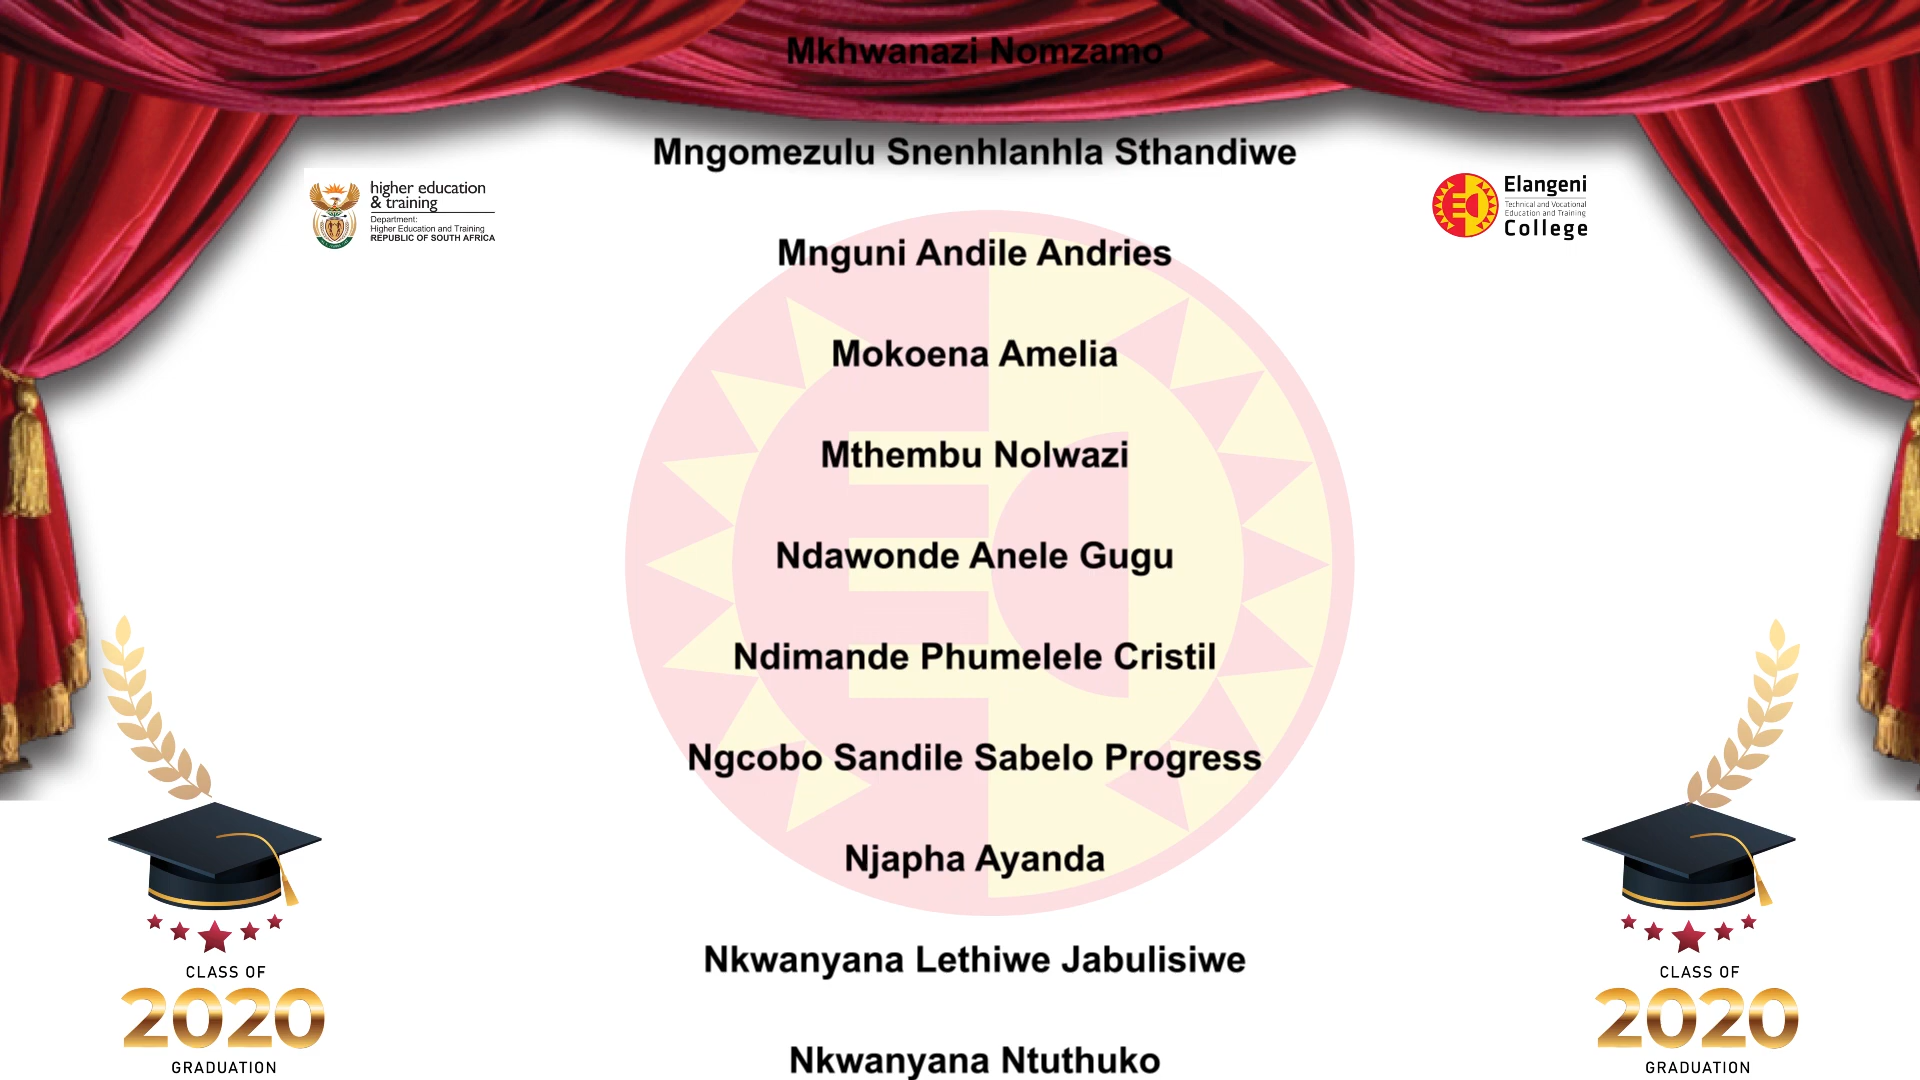 Mkhwanazi Nomzamo
Mngomezulu Snenhlanhla Sthandiwe
higher education
& training
Department:
Higher Education and Training
REPUBLIC OF SOUTH AFRICA
Elangeni
Technical and Vocational
Education and Training
College
Mnguni Andile Andries
Mokoena Amelia
Mthembu Nolwazi
Ndawonde Anele Gugu
Ndimande Phumelele Cristil
Ngcobo Sandile Sabelo Progress
Njapha Ayanda
Nkwanyana Lethiwe Jabulisiwe
Nkwanyana Ntuthuko
CLASS OF
2020
GRADUATION
CLASS OF
2020
GRADUATION